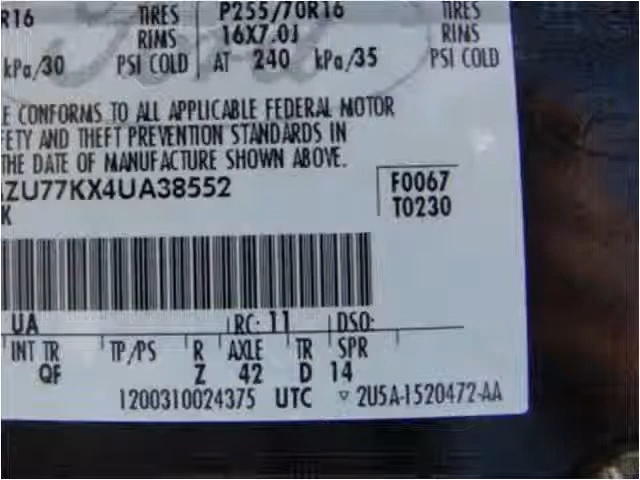 R16 TIRES P255/70R16 TIRES
RIMS 16X7.0J RIMS
kPa/30 PSI COLD AT 240 kPa/35 PSI COLD
E CONFORMS TO ALL APPLICABLE FEDERAL MOTOR
FETY AND THEFT PREVENTION STANDARDS IN
THE DATE OF MANUFACTURE SHOWN ABOVE.
ZU77KX4UA38552 F0067
K T0230
UA RC: 11 DSO:
INT TR TP/PS R AXLE TR SPR
QF Z 42 D 14
1200310024375 UTC ▽ 2U5A-1520472-AA